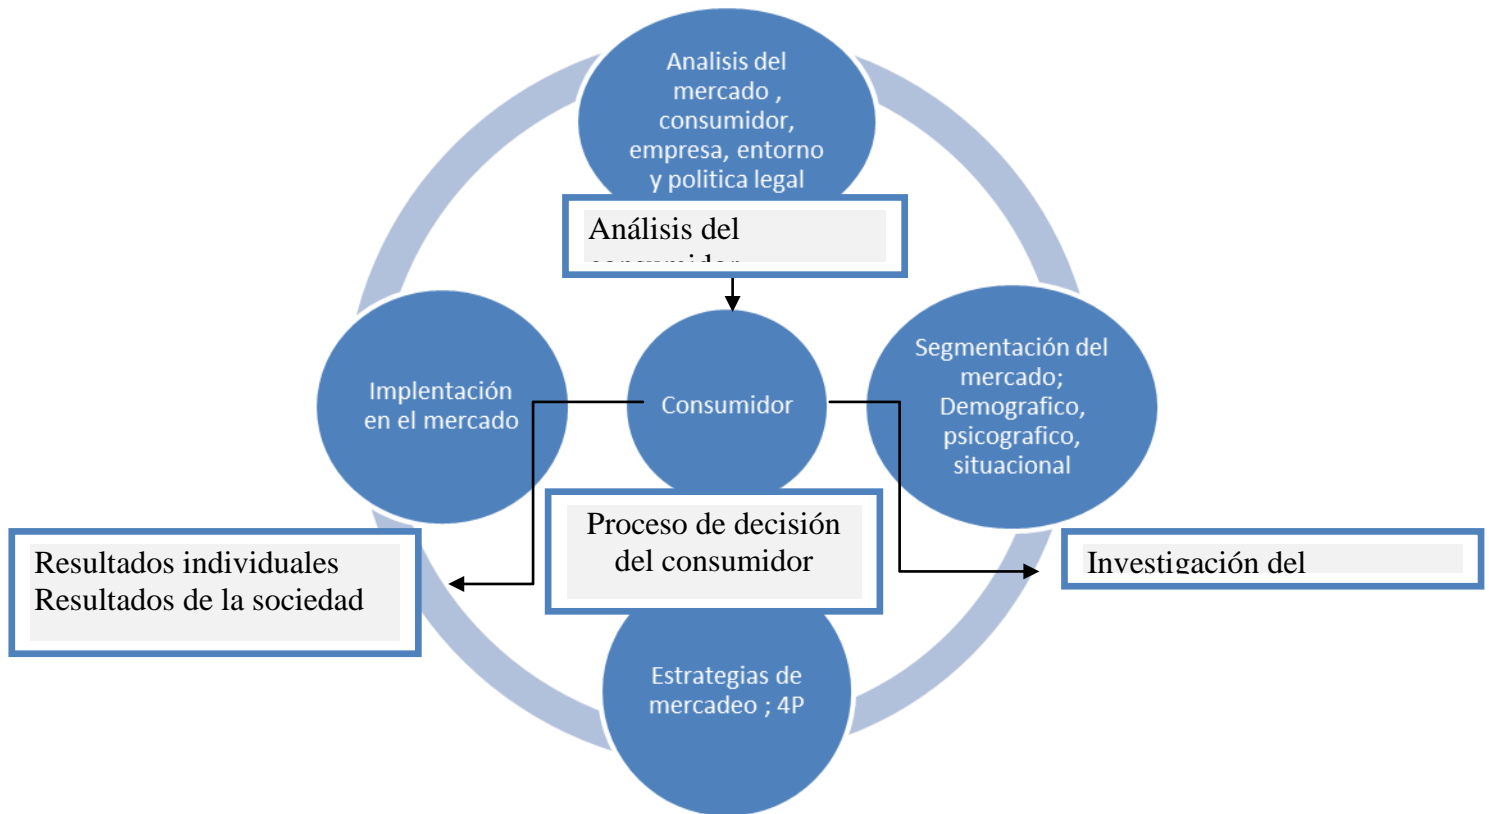 Analisis del
mercado ,
consumidor,
empresa, entorno
y politica legal
Análisis del
Implentación
en el mercado
Consumidor
Segmentación del
mercado;
Demografico,
psicografico,
situacional
Proceso de decisión
del consumidor
Resultados individuales
Resultados de la sociedad
Investigación del
Estrategias de
mercadeo ; 4P